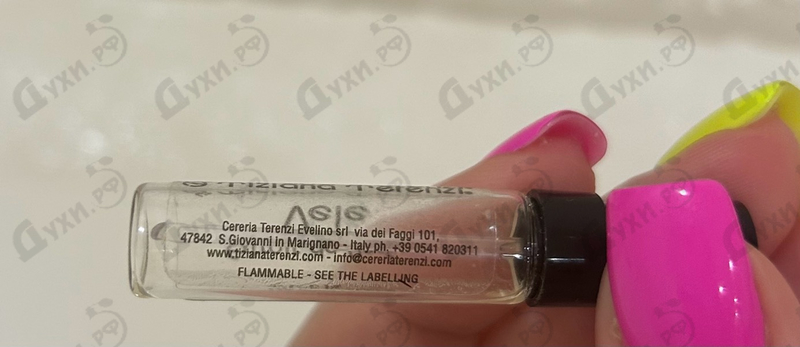 Tiziana Terenzi
Cereria Terenzi Evelino srl via dei Faggi 101,
47842 S.Giovanni in Marignano - Italy ph. +39 0541 820311
www.tizianaterenzi.com - info@cereriaterenzi.com
FLAMMABLE - SEE THE LABELLING
Духи.РФ